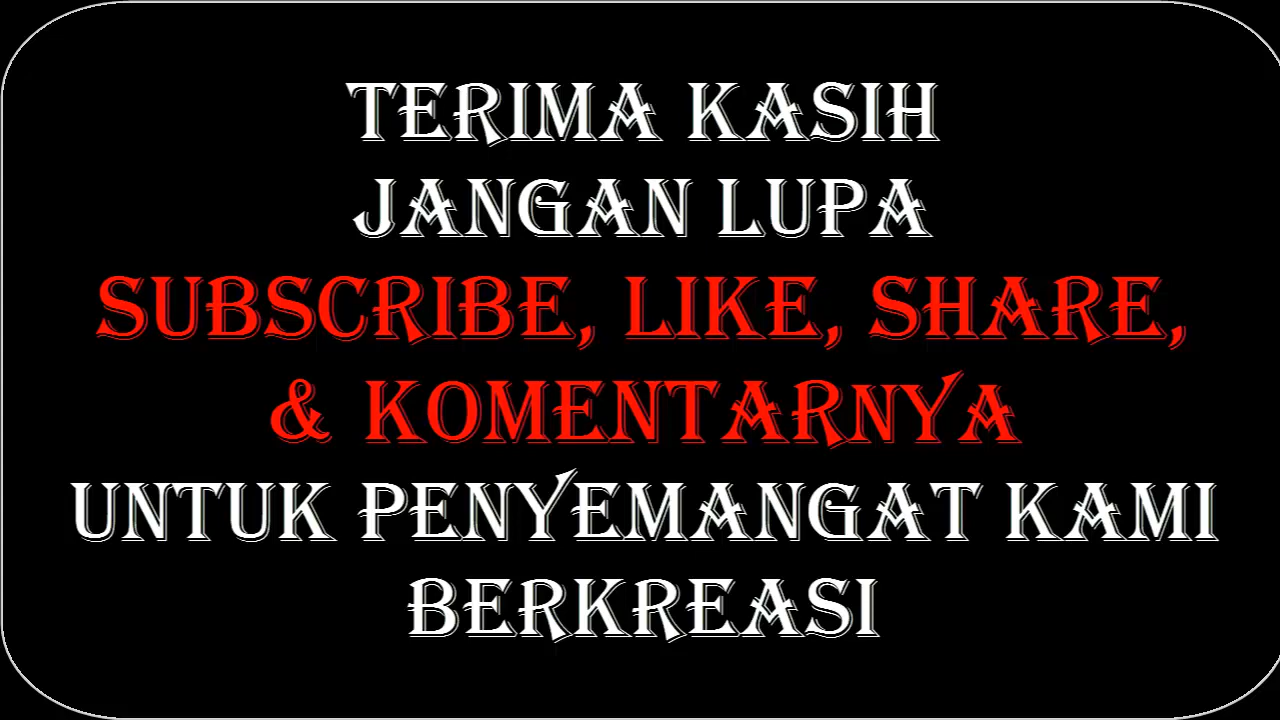 TERIMA KASIH
JANGAN LUPA
SUBSCRIBE, LIKE, SHARE,
& KOMENTARNYA
UNTUK PENYEMANGAT KAMI
BERKREASI